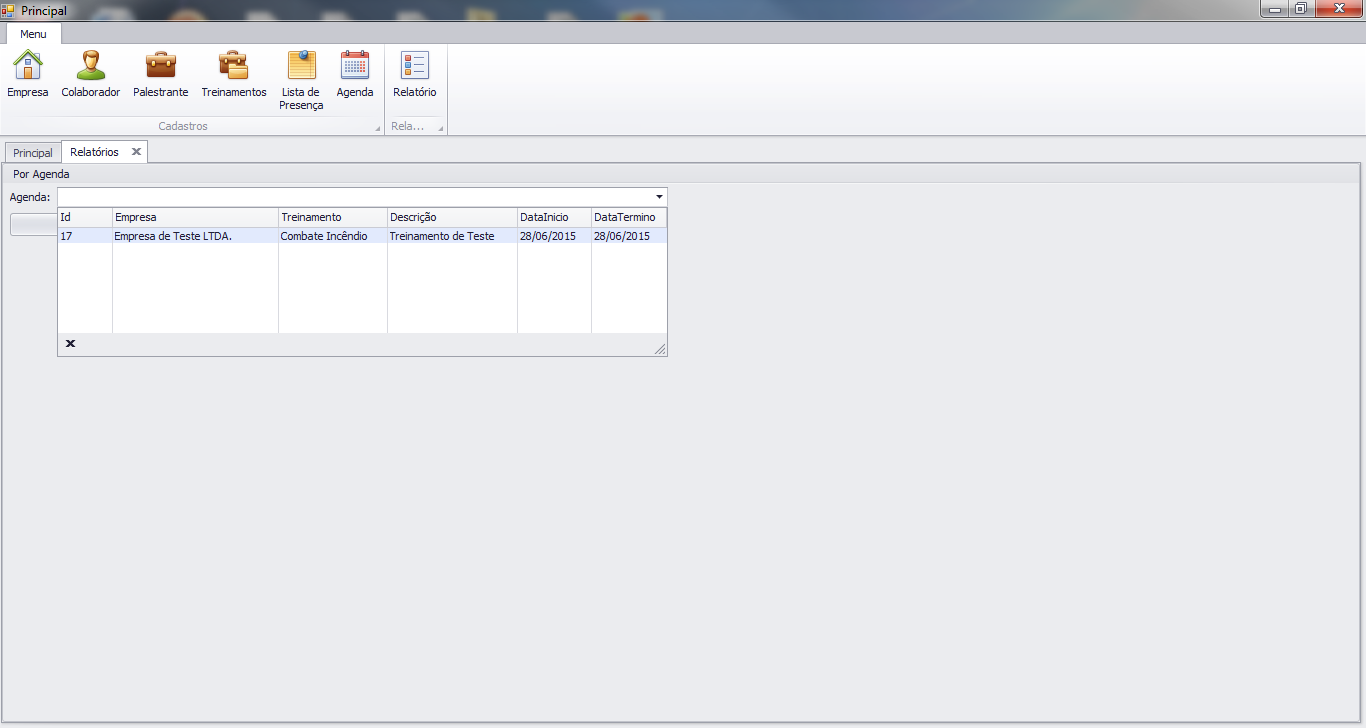 Principal
Menu
Empresa
Colaborador
Palestrante
Treinamentos
Lista de
Presença
Agenda
Relatório
Cadastros
Rela...
Principal
Relatórios
Por Agenda
Agenda:
Id Empresa Treinamento Descrição DataInicio DataTermino
17 Empresa de Teste LTDA. Combate Incêndio Treinamento de Teste 28/06/2015 28/06/2015